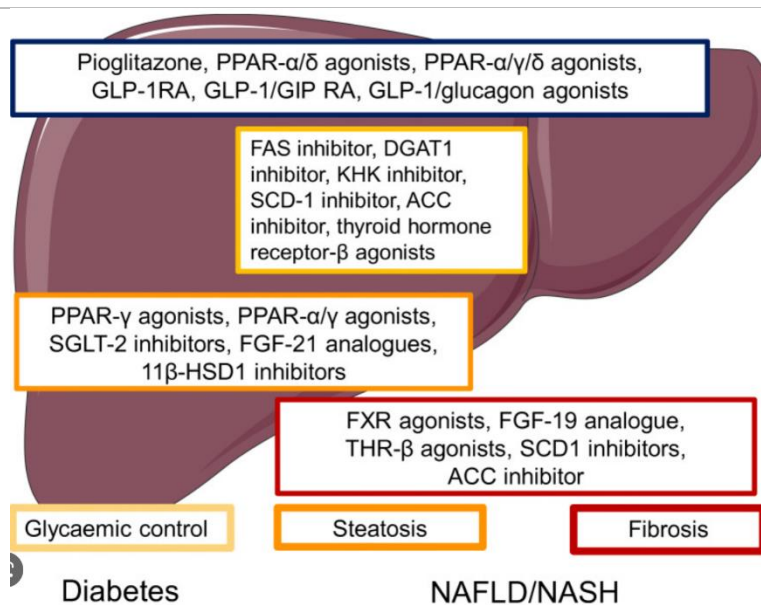 Pioglitazone, PPAR-α/δ agonists, PPAR-α/γ/δ agonists,
GLP-1RA, GLP-1/GIP RA, GLP-1/glucagon agonists
FAS inhibitor, DGAT1
inhibitor, KHK inhibitor,
SCD-1 inhibitor, ACC
inhibitor, thyroid hormone
receptor-β agonists
PPAR-γ agonists, PPAR-α/γ agonists,
SGLT-2 inhibitors, FGF-21 analogues,
11β-HSD1 inhibitors
FXR agonists, FGF-19 analogue,
THR-β agonists, SCD1 inhibitors,
ACC inhibitor
Glycaemic control
Steatosis
Fibrosis
Diabetes
NAFLD/NASH